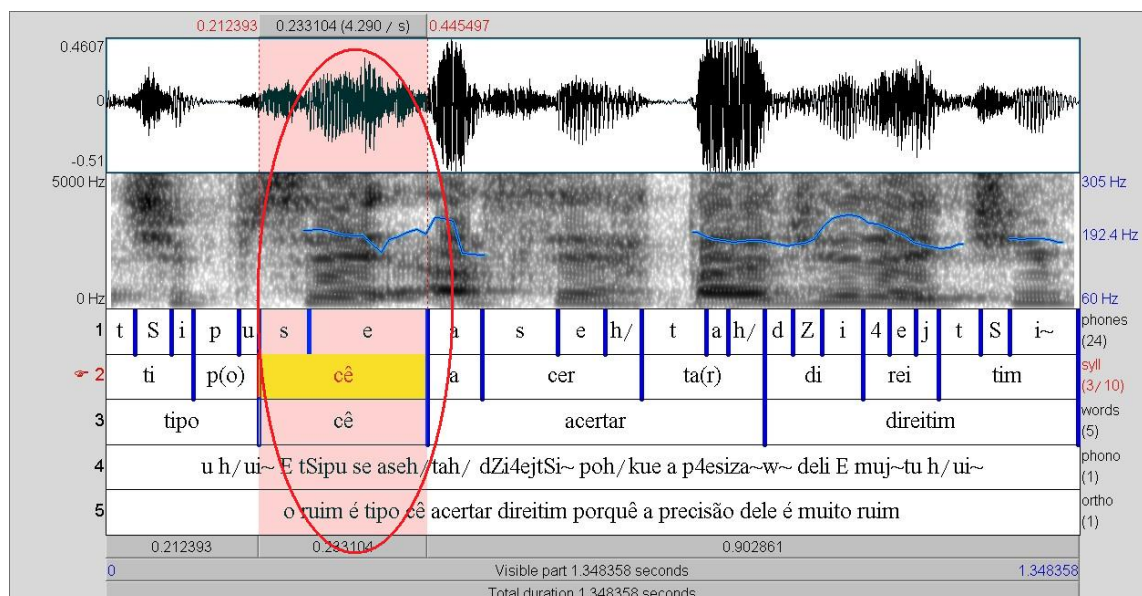 0.212393 0.233104 (4.290 / s) 0.445497
0.4607
0
-0.51
5000 Hz 305 Hz
192.4 Hz
0 Hz 60 Hz
1 t S i p u s e a s e h/ t a h/ d Z i 4 e j t S i~ phones (24)
☞ 2 ti p(o) cê a cer ta(r) di rei tim syll (3/10)
3 tipo cê acertar direitim words (5)
4 u h/ui~ E tSipu se aseh/tah/ dZi4ejtSi~ poh/kue a p4esiza~w~ deli E muj~tu h/ui~ phono (1)
5 o ruim é tipo cê acertar direitim porquê a precisão dele é muito ruim ortho (1)
0.212393 0.233104 0.902861
0 Visible part 1.348358 seconds 1.348358
Total duration 1.348358 seconds